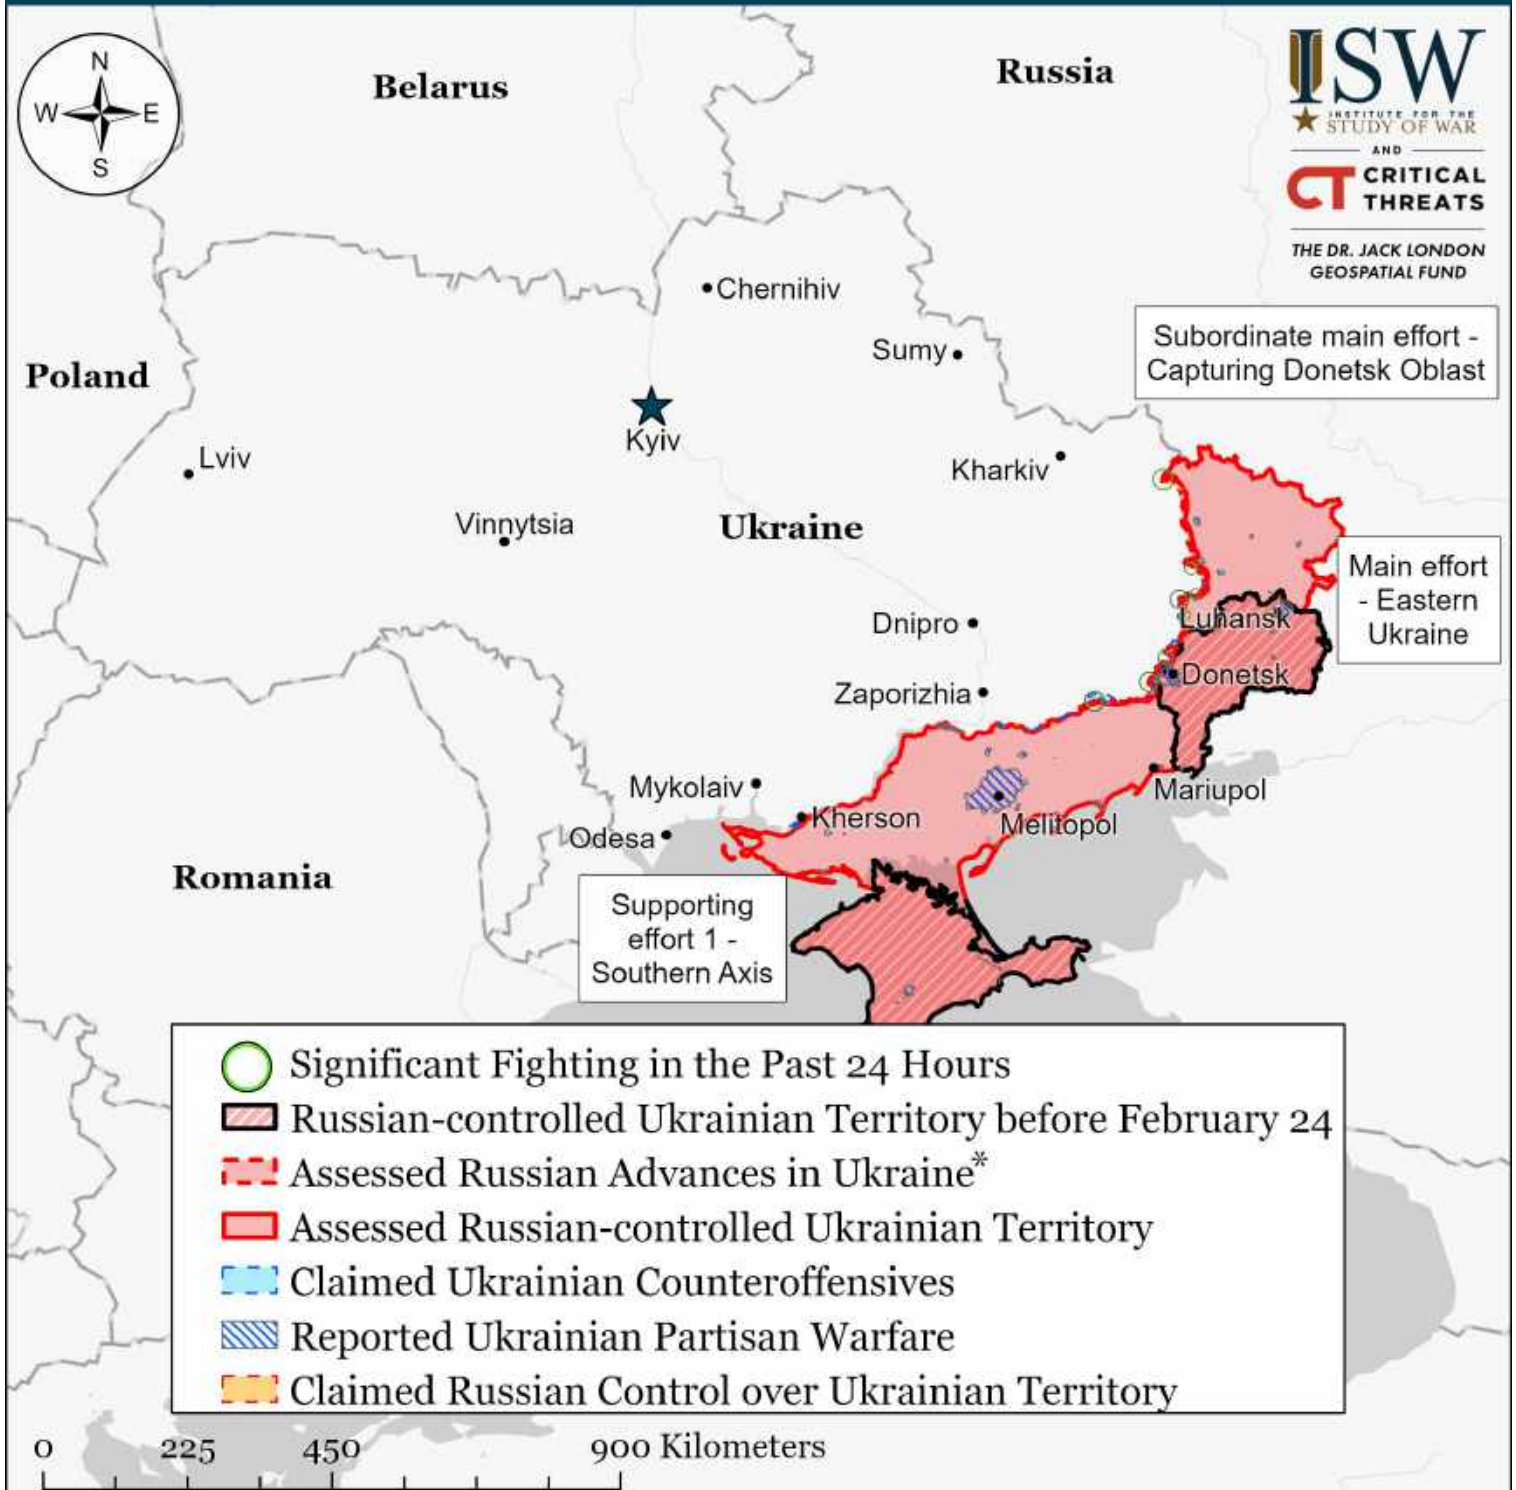 N
W E
S
Belarus
Russia
ISW
INSTITUTE FOR THE
STUDY OF WAR
AND
CT CRITICAL
THREATS
THE DR. JACK LONDON
GEOSPATIAL FUND
Chernihiv
Subordinate main effort -
Capturing Donetsk Oblast
Sumy
Poland
Kyiv
Lviv
Kharkiv
Vinnytsia
Ukraine
Main effort
- Eastern
Ukraine
Dnipro
Luhansk
Donetsk
Zaporizhia
Mykolaiv
Mariupol
Kherson
Melitopol
Odesa
Romania
Supporting
effort 1 -
Southern Axis
Significant Fighting in the Past 24 Hours
Russian-controlled Ukrainian Territory before February 24
Assessed Russian Advances in Ukraine*
Assessed Russian-controlled Ukrainian Territory
Claimed Ukrainian Counteroffensives
Reported Ukrainian Partisan Warfare
Claimed Russian Control over Ukrainian Territory
0 225 450 900 Kilometers